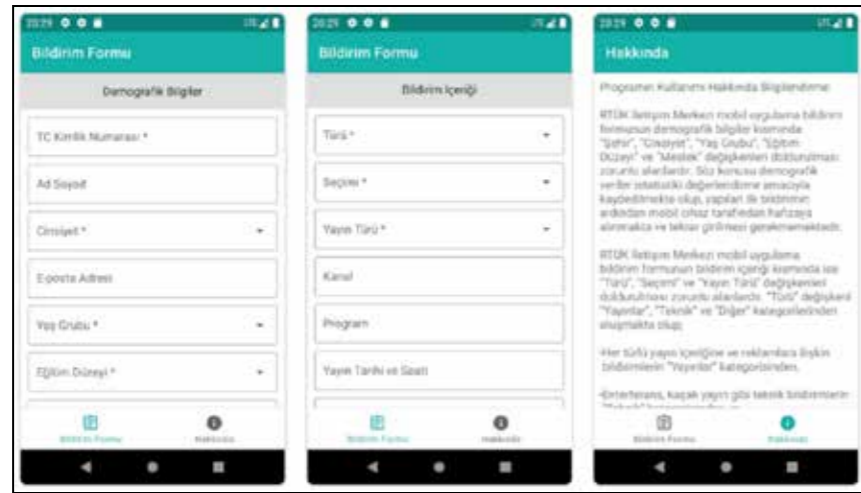 20:29
Bildirim Formu
Demografik Bilgiler
TC Kimlik Numarası *
Ad Soyad
Cinsiyet *
E-posta Adresi
Yaş Grubu *
Eğitim Düzeyi *
Bildirim Formu
Hakkında
20:29
Bildirim Formu
Bildirim İçeriği
Türü *
Seçimi *
Yayın Türü *
Kanal
Program
Yayın Tarihi ve Saati
Bildirim Formu
Hakkında
20:29
Hakkında
Programın Kullanımı Hakkında Bilgilendirme
RTÜK İletişim Merkezi mobil uygulama bildirim
formunun demografik bilgiler kısmında
"Şehir", "Cinsiyet", "Yaş Grubu", "Eğitim
Düzeyi" ve "Meslek" değişkenleri doldurulması
zorunlu alanlardır. Söz konusu demografik
veriler istatistiki değerlendirme amacıyla
kaydedilmekte olup, yapılan ilk bildirimin
ardından mobil cihaz tarafından hafızaya
alınmakta ve tekrar girilmesi gerekmemektedir.
RTÜK İletişim Merkezi mobil uygulama
bildirim formunun bildirim içeriği kısmında ise
"Türü", "Seçimi" ve "Yayın Türü" değişkenleri
doldurulması zorunlu alanlardır. "Türü" değişkeni
"Yayınlar", "Teknik" ve "Diğer" kategorilerinden
oluşmakta olup;
-Her türlü yayın içeriğine ve reklamlara ilişkin
bildirimlerin "Yayınlar" kategorisinden,
-Enterferans, kaçak yayın gibi teknik bildirimlerin
Bildirim Formu
Hakkında